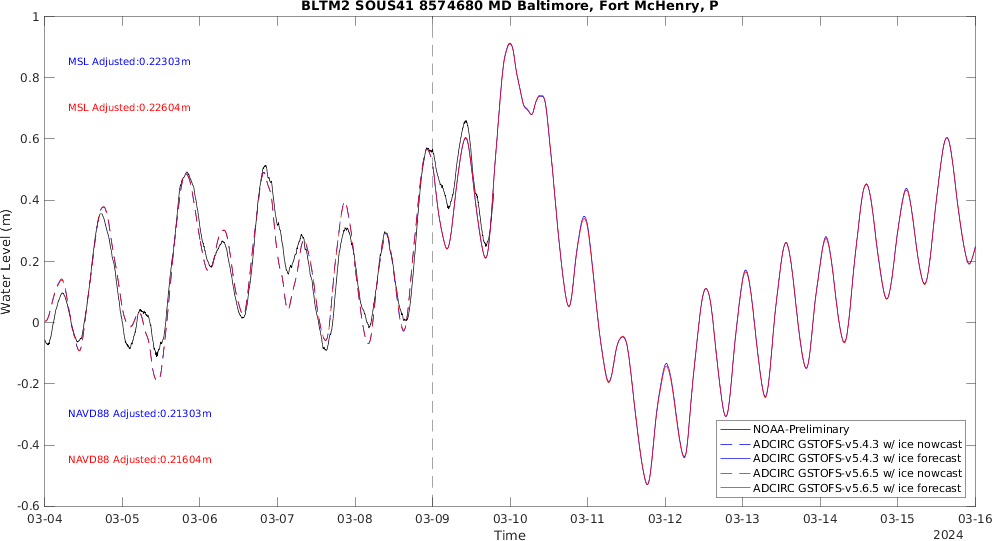 BLTM2 SOUS41 8574680 MD Baltimore, Fort McHenry, P
1
0.8
0.6
0.4
0.2
0
-0.2
-0.4
-0.6
Water Level (m)
MSL Adjusted:0.22303m
MSL Adjusted:0.22604m
NAVD88 Adjusted:0.21303m
NAVD88 Adjusted:0.21604m
NOAA-Preliminary
ADCIRC GSTOFS-v5.4.3 w/ ice nowcast
ADCIRC GSTOFS-v5.4.3 w/ ice forecast
ADCIRC GSTOFS-v5.6.5 w/ ice nowcast
ADCIRC GSTOFS-v5.6.5 w/ ice forecast
03-04 03-05 03-06 03-07 03-08 03-09 03-10 03-11 03-12 03-13 03-14 03-15 03-16
Time
2024